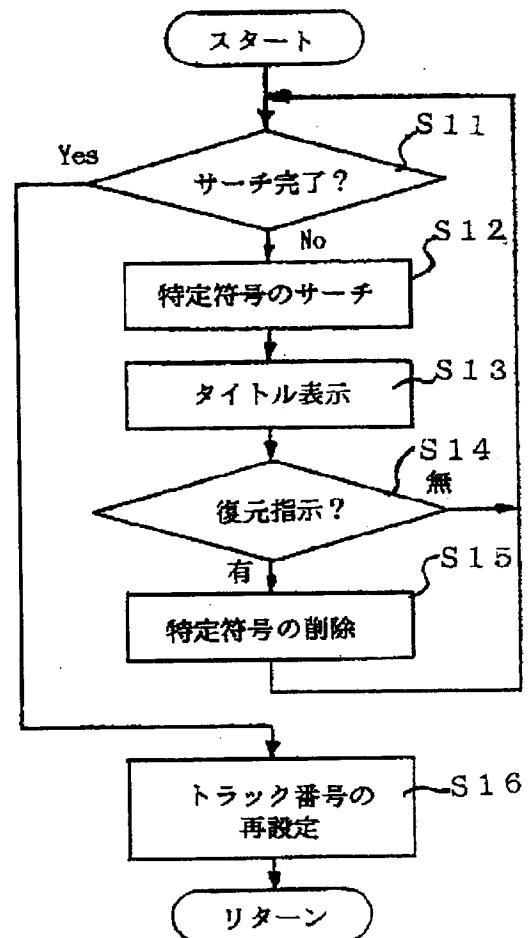 スタート
S11
Yes
サーチ完了?
No
S12
特定符号のサーチ
S13
タイトル表示
S14
無
復元指示?
有
S15
特定符号の削除
S16
トラック番号の
再設定
リターン